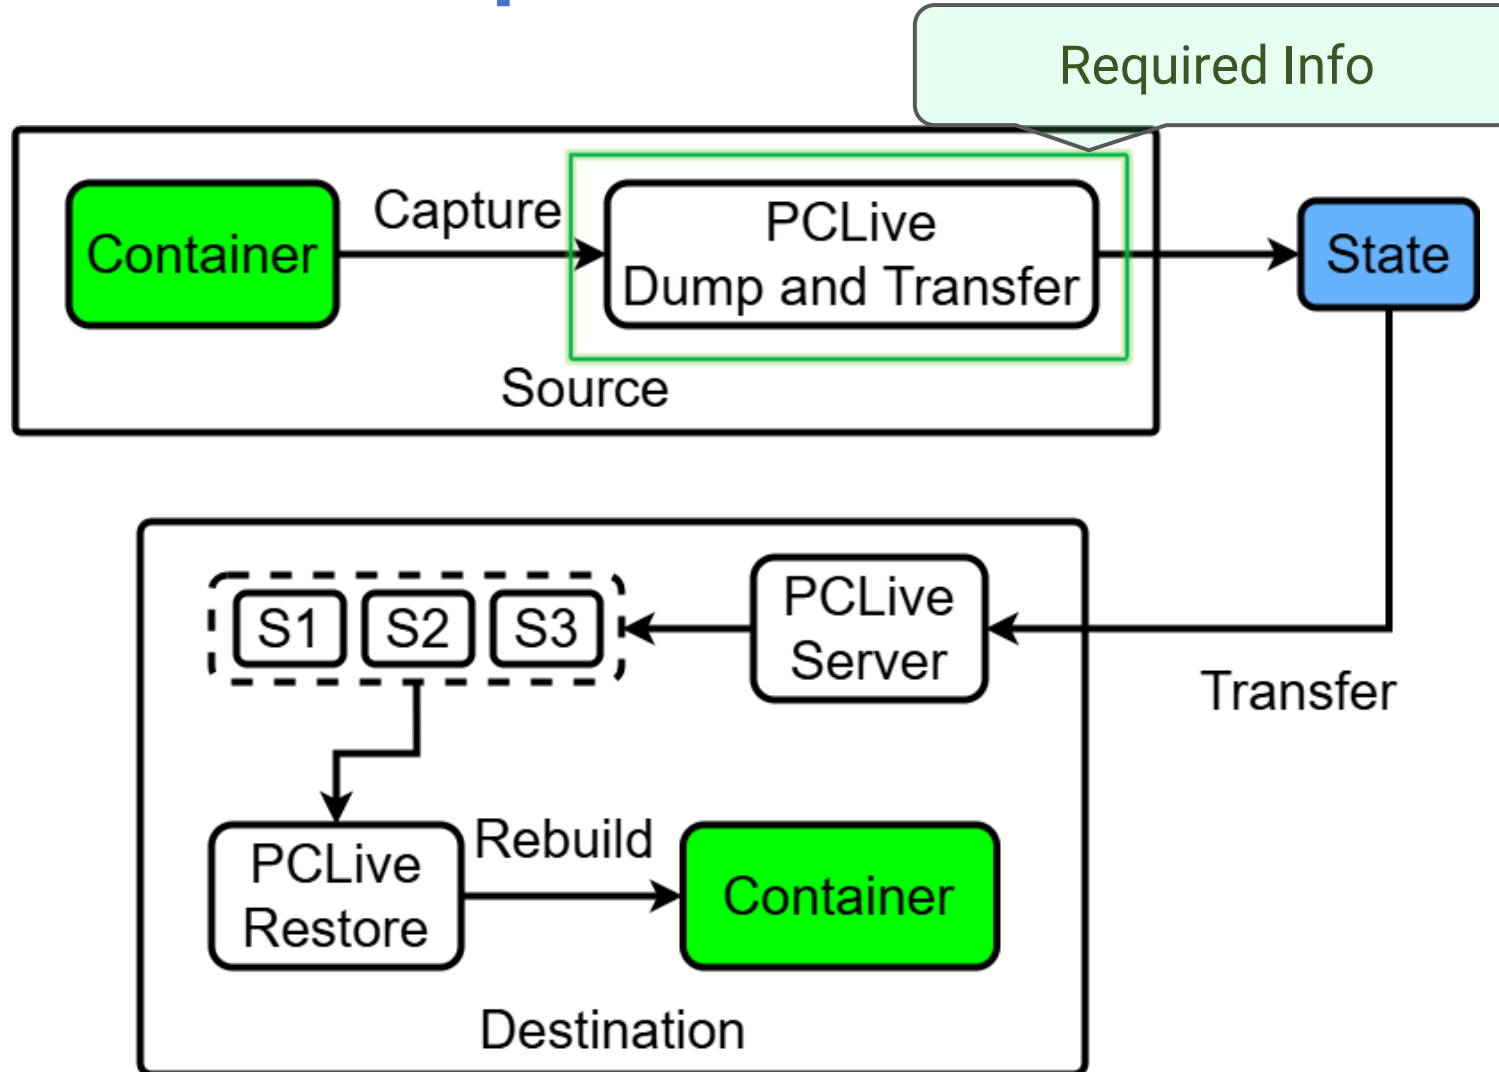 Required Info
Container
Capture
PCLive
Dump and Transfer
State
Source
S1 S2 S3
PCLive
Server
Transfer
PCLive
Restore
Rebuild
Container
Destination